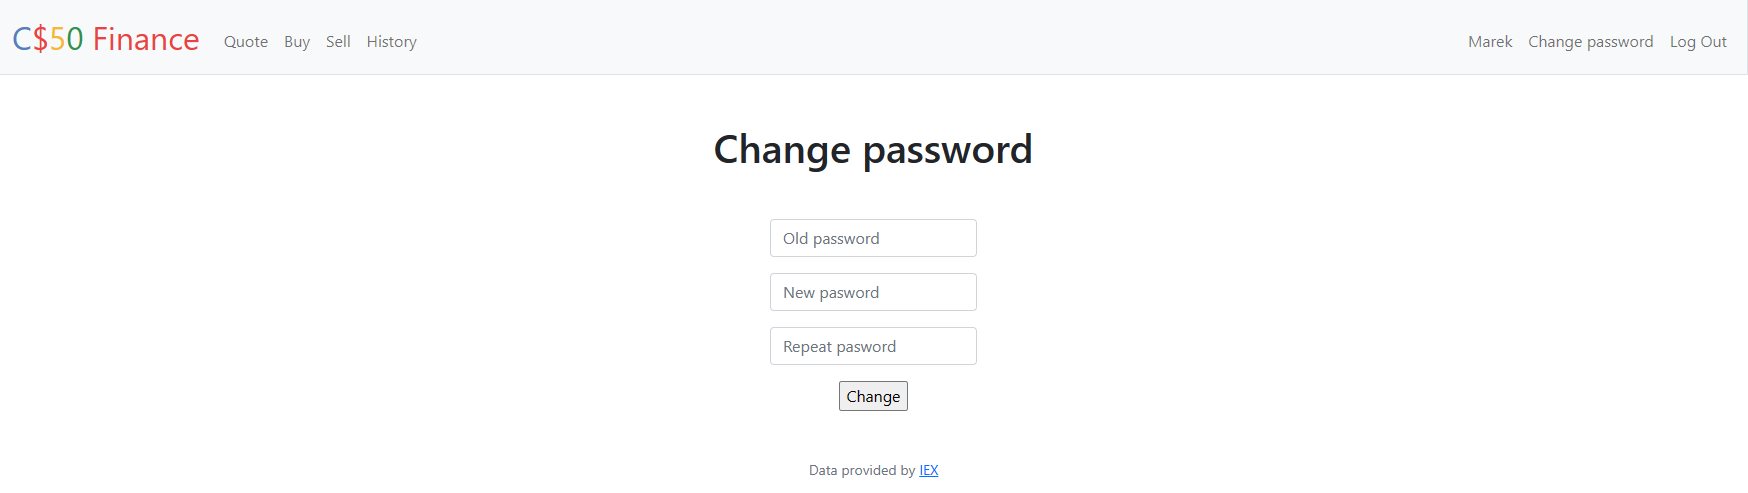 C$50 Finance Quote Buy Sell History Marek Change password Log Out
Change password
Old password
New pasword
Repeat pasword
Change
Data provided by IEX